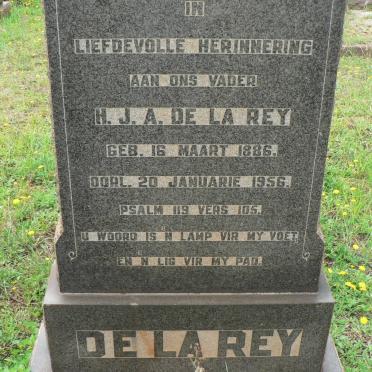 IN
LIEFDEVOLLE HERINNERING
AAN ONS VADER
H. J. A. DE LA REY
GEB. 16 MAART 1886.
OORL. 20 JANUARIE 1956.
PSALM 119 VERS 105.
U WOORD IS N LAMP VIR MY VOET
EN N LIG VIR MY PAD.
DE LA REY